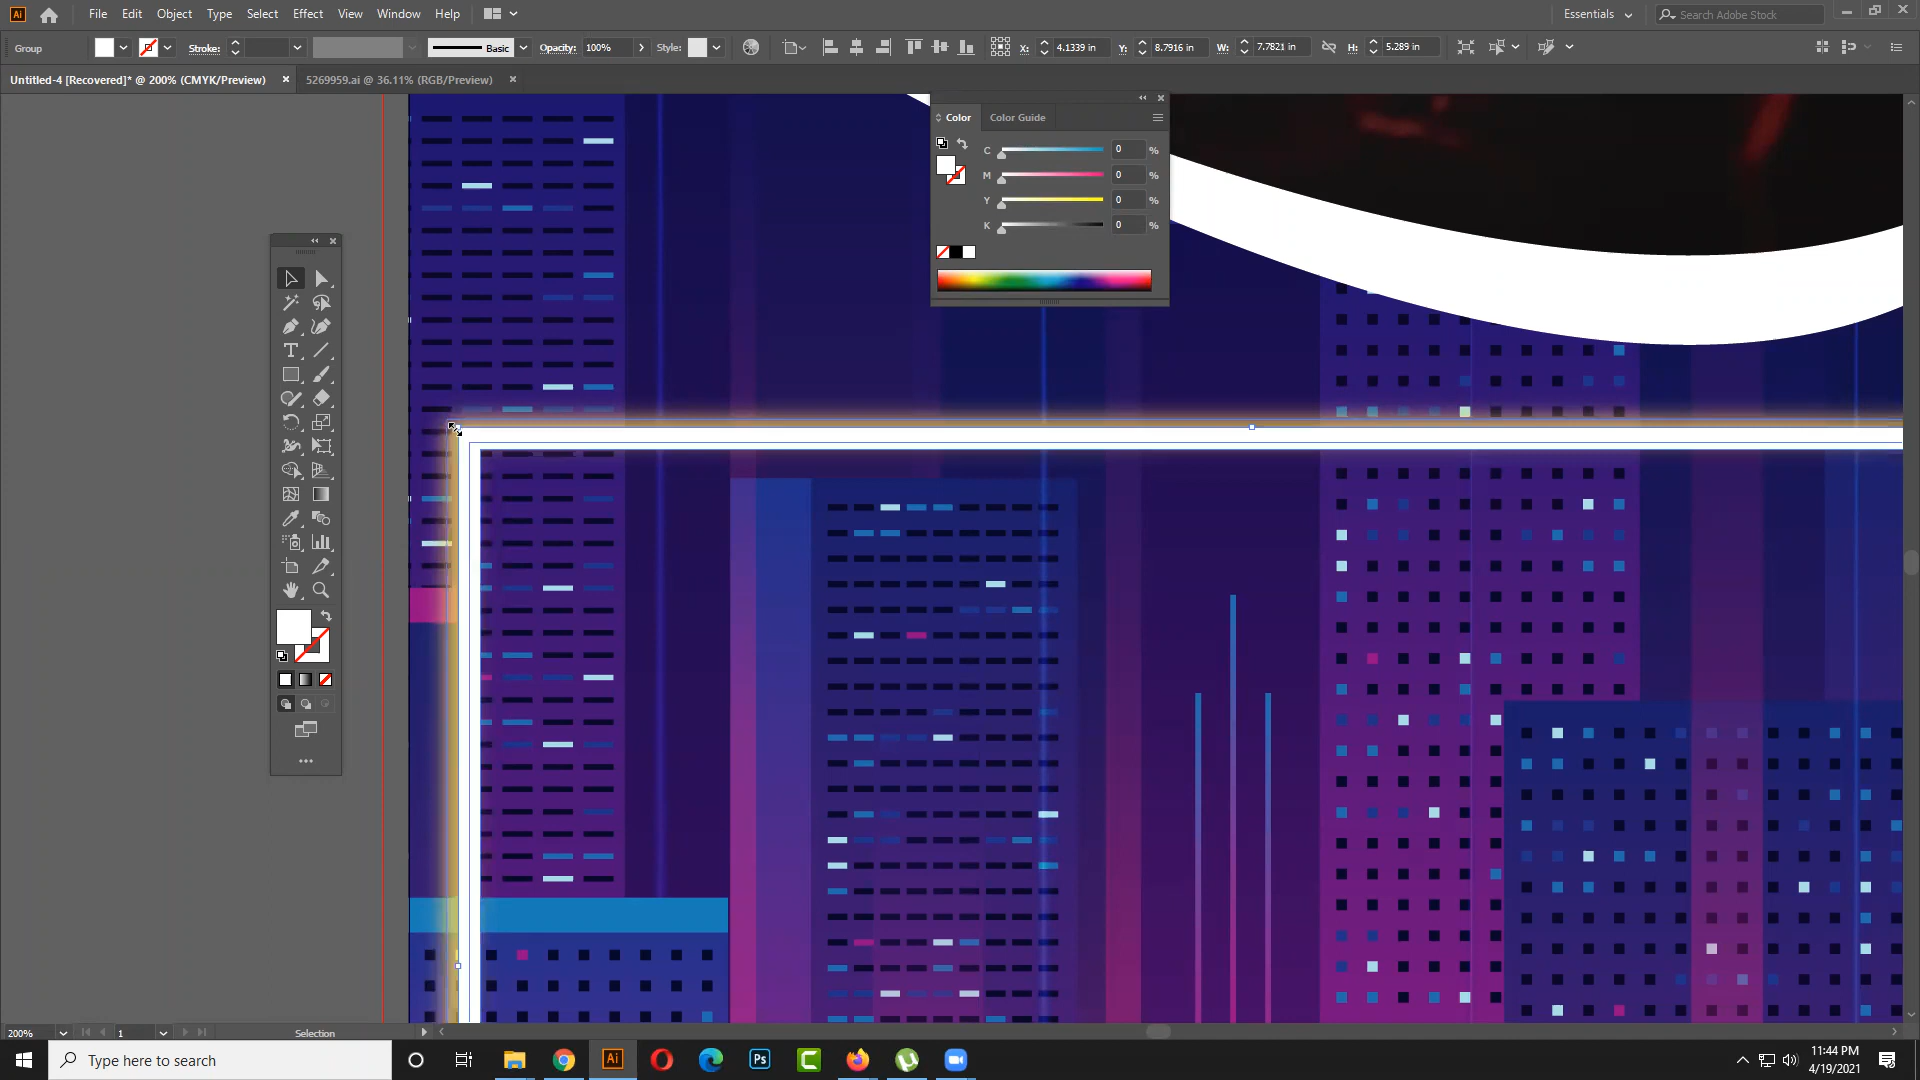 Ai File Edit Object Type Select Effect View Window Help Essentials Search Adobe Stock
Group Stroke: Basic Opacity: 100% Style: X: 4.1339 in Y: 8.7916 in W: 7.7821 in H: 5.289 in
Untitled-4 [Recovered]* @ 200% (CMYK/Preview) 5269959.ai @ 36.11% (RGB/Preview)
Color Color Guide
C 0 %
M 0 %
Y 0 %
K 0 %
T
200% 1 Selection
Type here to search Ai Ps C 11:44 PM
4/19/2021